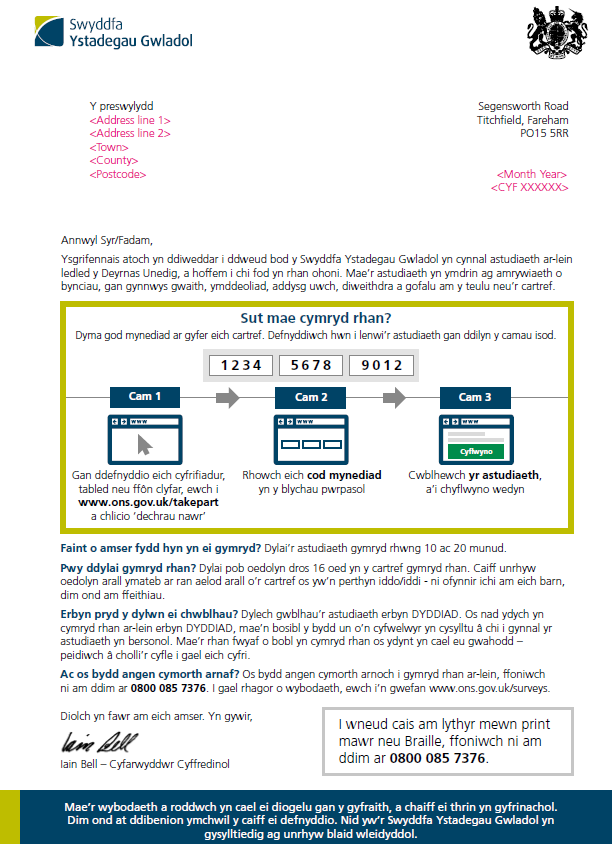 Swyddfa
Ystadegau Gwladol
Y preswylydd
<Address line 1>
<Address line 2>
<Town>
<County>
<Postcode>
Segensworth Road
Titchfield, Fareham
PO15 5RR
<Month Year>
<CYF XXXXXX>
Annwyl Syr/Fadam,
Ysgrifennais atoch yn ddiweddar i ddweud bod y Swyddfa Ystadegau Gwladol yn cynnal astudiaeth ar-lein
ledled y Deyrnas Unedig, a hoffem i chi fod yn rhan ohoni. Mae'r astudiaeth yn ymdrin ag amrywiaeth o
bynciau, gan gynnwys gwaith, ymddeoliad, addysg uwch, diweithdra a gofalu am y teulu neu'r cartref.
Sut mae cymryd rhan?
Dyma god mynediad ar gyfer eich cartref. Defnyddiwch hwn i lenwi'r astudiaeth gan ddilyn y camau isod.
1 2 3 4 5 6 7 8 9 0 1 2
Cam 1
www
Gan ddefnyddio eich cyfrifiadur,
tabled neu ffôn clyfar, ewch i
www.ons.gov.uk/takepart
a chlicio 'dechrau nawr'
Cam 2
www
Rhowch eich cod mynediad
yn y blychau pwrpasol
Cam 3
www
Cyflwyno
Cwblhewch yr astudiaeth,
a'i chyflwyno wedyn
Faint o amser fydd hyn yn ei gymryd? Dylai'r astudiaeth gymryd rhwng 10 ac 20 munud.
Pwy ddylai gymryd rhan? Dylai pob oedolyn dros 16 oed yn y cartref gymryd rhan. Caiff unrhyw
oedolyn arall ymateb ar ran aelod arall o'r cartref os yw'n perthyn iddo/iddi - ni ofynnir ichi am eich barn,
dim ond am ffeithiau.
Erbyn pryd y dylwn ei chwblhau? Dylech gwblhau'r astudiaeth erbyn DYDDIAD. Os nad ydych yn
cymryd rhan ar-lein erbyn DYDDIAD, mae'n bosibl y bydd un o'n cyfwelwyr yn cysylltu â chi i gynnal yr
astudiaeth yn bersonol. Mae'r rhan fwyaf o bobl yn cymryd rhan os ydynt yn cael eu gwahodd –
peidiwch â cholli'r cyfle i gael eich cyfri.
Ac os bydd angen cymorth arnaf? Os bydd angen cymorth arnoch i gymryd rhan ar-lein, ffoniwch
ni am ddim ar 0800 085 7376. I gael rhagor o wybodaeth, ewch i'n gwefan www.ons.gov.uk/surveys.
Diolch yn fawr am eich amser. Yn gywir,
Iain Bell
Iain Bell – Cyfarwyddwr Cyffredinol
I wneud cais am lythyr mewn print
mawr neu Braille, ffoniwch ni am
ddim ar 0800 085 7376.
Mae'r wybodaeth a roddwch yn cael ei diogelu gan y gyfraith, a chaiff ei thrin yn gyfrinachol.
Dim ond at ddibenion ymchwil y caiff ei defnyddio. Nid yw'r Swyddfa Ystadegau Gwladol yn
gysylltiedig ag unrhyw blaid wleidyddol.